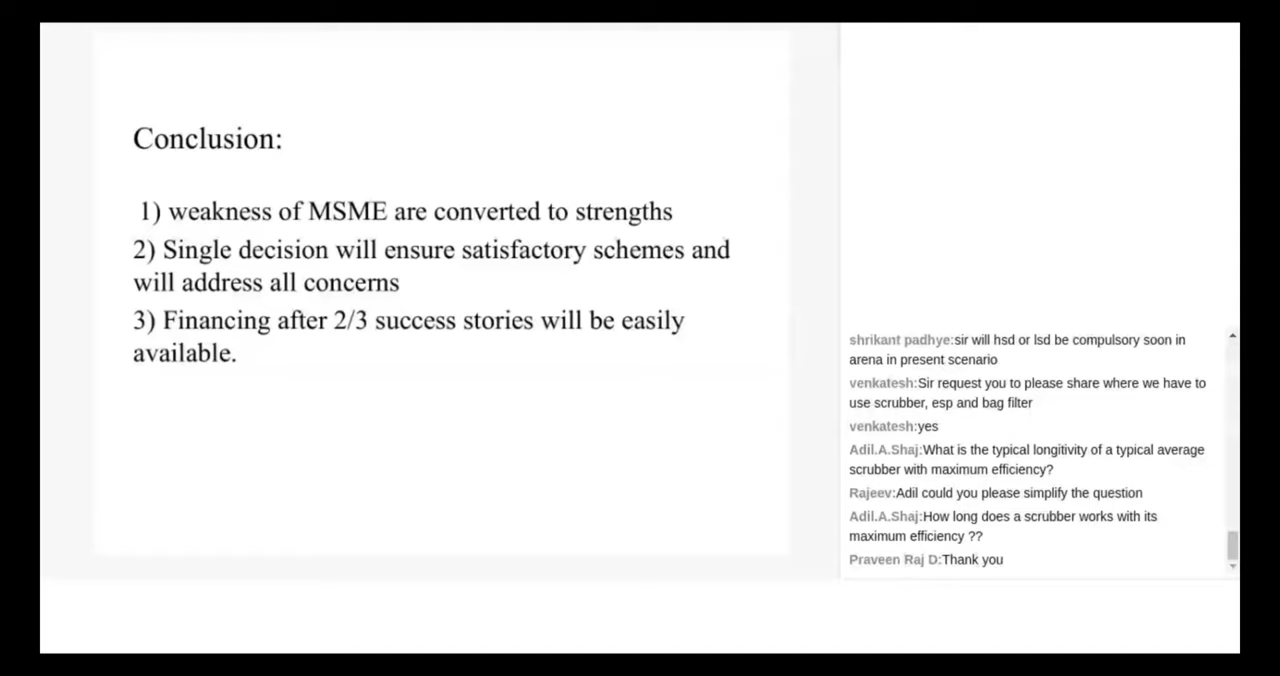 Conclusion:
1) weakness of MSME are converted to strengths
2) Single decision will ensure satisfactory schemes and
will address all concerns
3) Financing after 2/3 success stories will be easily
available.
shrikant padhye:sir will hsd or lsd be compulsory soon in
arena in present scenario
venkatesh:Sir request you to please share where we have to
use scrubber, esp and bag filter
venkatesh:yes
Adil.A.Shaj:What is the typical longitivity of a typical average
scrubber with maximum efficiency?
Rajeev:Adil could you please simplify the question
Adil.A.Shaj:How long does a scrubber works with its
maximum efficiency ??
Praveen Raj D:Thank you